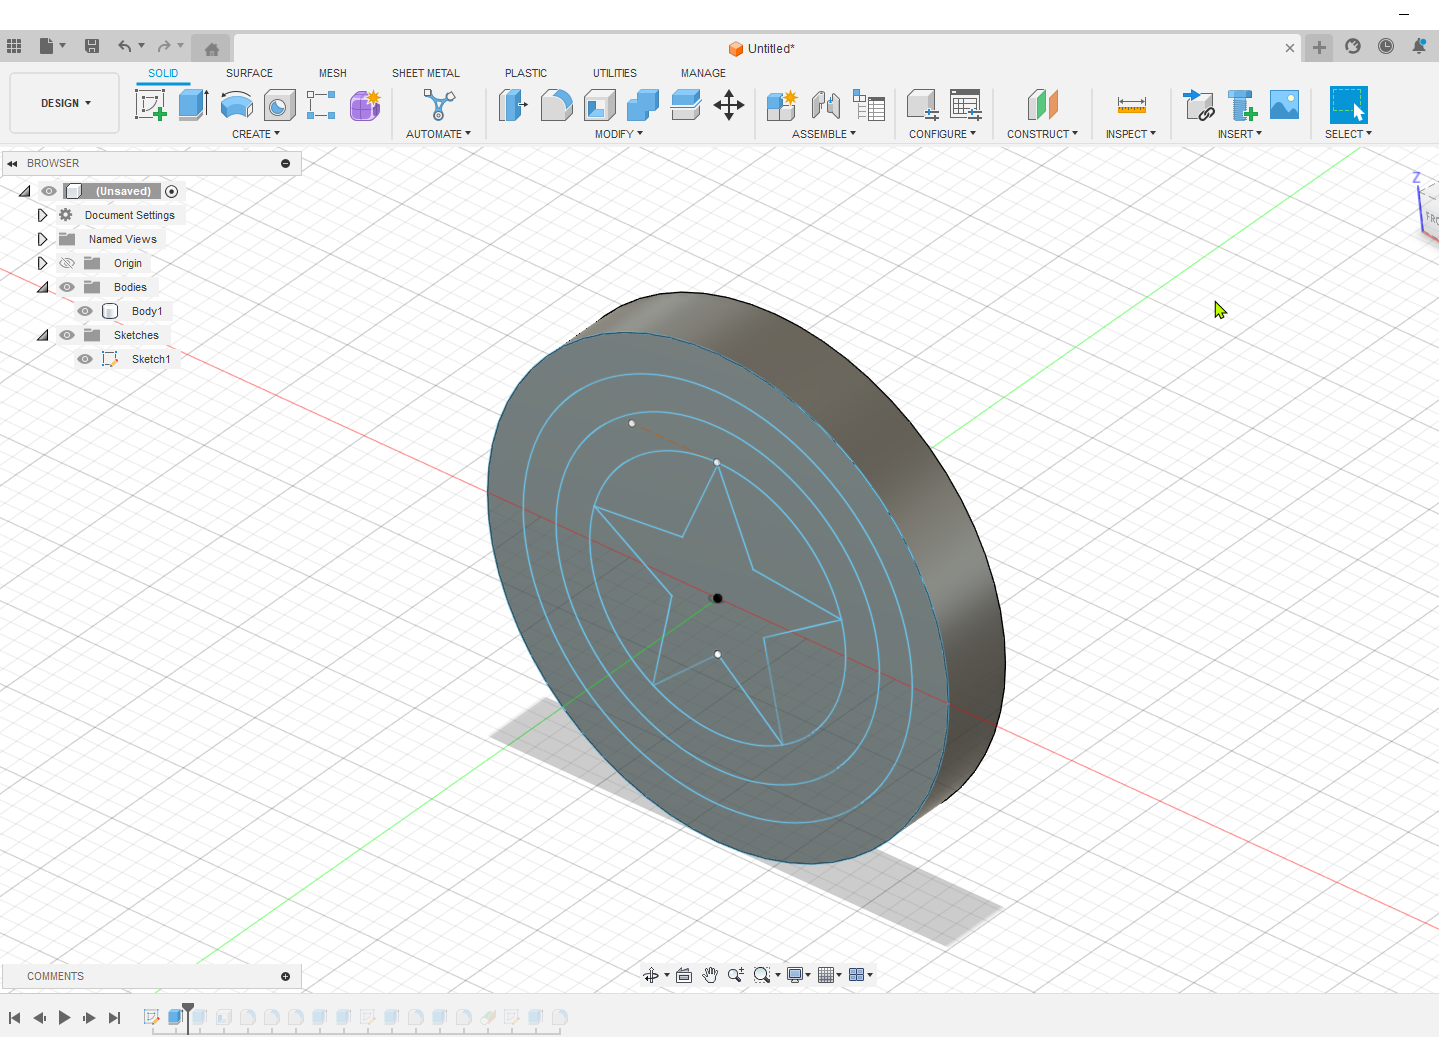 Untitled*
SOLID SURFACE MESH SHEET METAL PLASTIC UTILITIES MANAGE
DESIGN
CREATE AUTOMATE MODIFY ASSEMBLE CONFIGURE CONSTRUCT INSPECT INSERT SELECT
BROWSER
(Unsaved)
Document Settings
Named Views
Origin
Bodies
Body1
Sketches
Sketch1
Z
COMMENTS